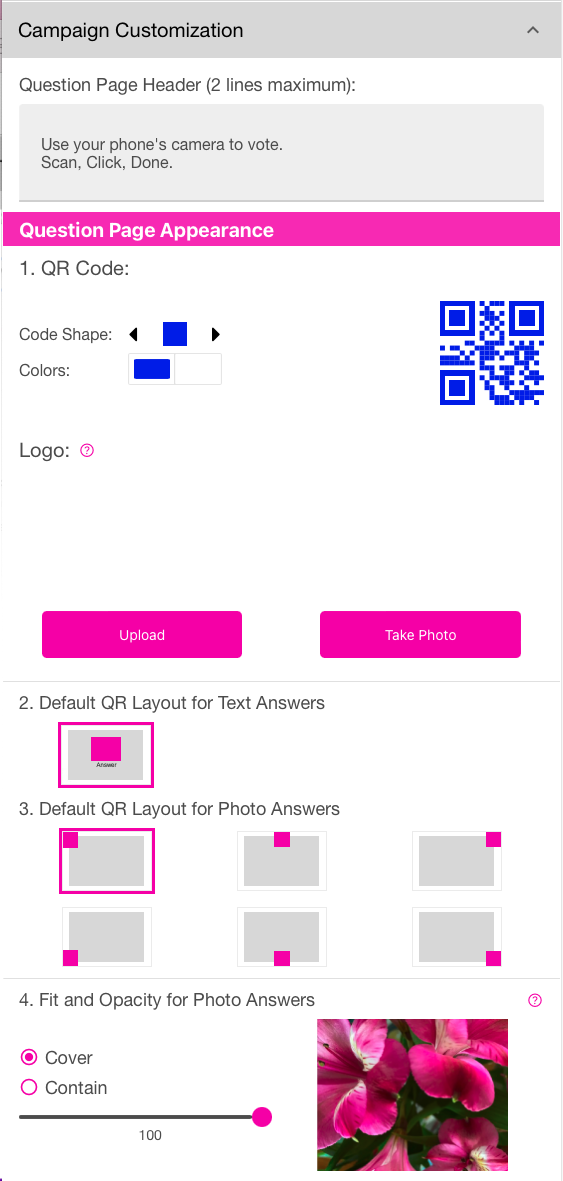 Campaign Customization
Question Page Header (2 lines maximum):
Use your phone's camera to vote.
Scan, Click, Done.
Question Page Appearance
1. QR Code:
Code Shape:
Colors:
Logo: ?
Upload
Take Photo
2. Default QR Layout for Text Answers
Answer
3. Default QR Layout for Photo Answers
4. Fit and Opacity for Photo Answers ?
Cover
Contain
100